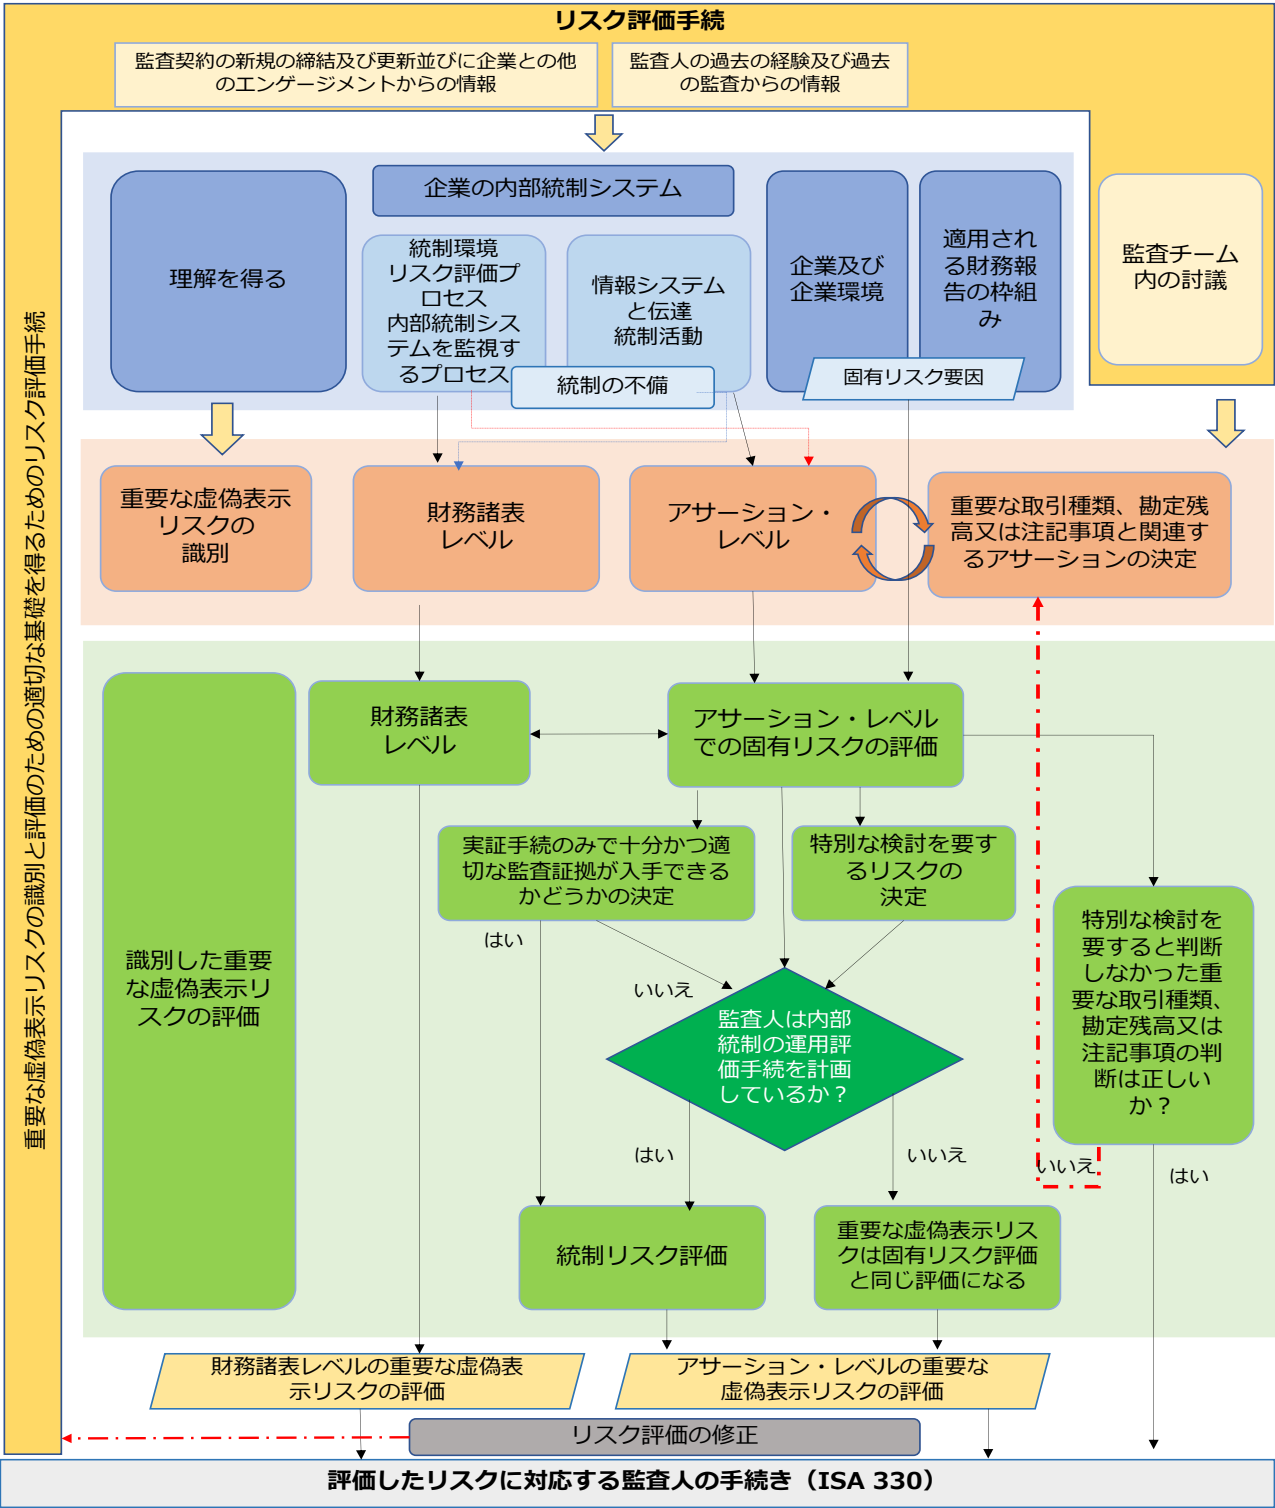 リスク評価手続
監査契約の新規の締結及び更新並びに企業との他
のエンゲージメントからの情報
監査人の過去の経験及び過去
の監査からの情報
重要な虚偽表示リスクの識別と評価のための適切な基礎を得るためのリスク評価手続
理解を得る
企業の内部統制システム
統制環境
リスク評価プ
ロセス
内部統制シス
テムを監視す
るプロセス
情報システム
と伝達
統制活動
統制の不備
企業及び
企業環境
適用され
る財務報
告の枠組
み
固有リスク要因
監査チーム
内の討議
重要な虚偽表示
リスクの
識別
財務諸表
レベル
アサーション・
レベル
重要な取引種類、勘定残
高又は注記事項と関連す
るアサーションの決定
識別した重要
な虚偽表示リ
スクの評価
財務諸表
レベル
アサーション・レベル
での固有リスクの評価
実証手続のみで十分かつ適
切な監査証拠が入手できる
かどうかの決定
特別な検討を要す
るリスクの
決定
特別な検討を
要すると判断
しなかった重
要な取引種類、
勘定残高又は
注記事項の判
断は正しい
か？
はい
いいえ
監査人は内部
統制の運用評
価手続を計画
しているか？
はい
いいえ
いいえ
はい
統制リスク評価
重要な虚偽表示リス
クは固有リスク評価
と同じ評価になる
財務諸表レベルの重要な虚偽表
示リスクの評価
アサーション・レベルの重要な
虚偽表示リスクの評価
リスク評価の修正
評価したリスクに対応する監査人の手続き（ISA 330）